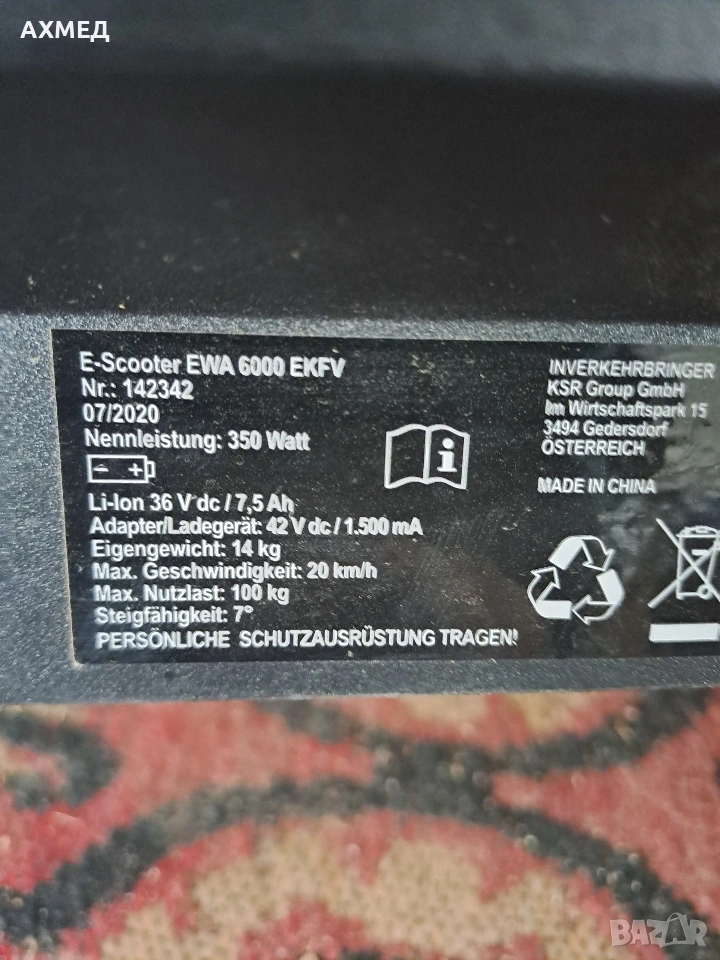 АХМЕД
E-Scooter EWA 6000 EKFV
Nr.: 142342
07/2020
Nennleistung: 350 Watt
Li-Ion 36 V dc / 7,5 Ah
Adapter/Ladegerät: 42 V dc / 1.500 mA
Eigengewicht: 14 kg
Max. Geschwindigkeit: 20 km/h
Max. Nutzlast: 100 kg
Steigfähigkeit: 7°
PERSÖNLICHE SCHUTZAUSRÜSTUNG TRAGEN!
INVERKEHRBRINGER
KSR Group GmbH
Im Wirtschaftspark 15
3494 Gedersdorf
ÖSTERREICH
MADE IN CHINA
BAZAR